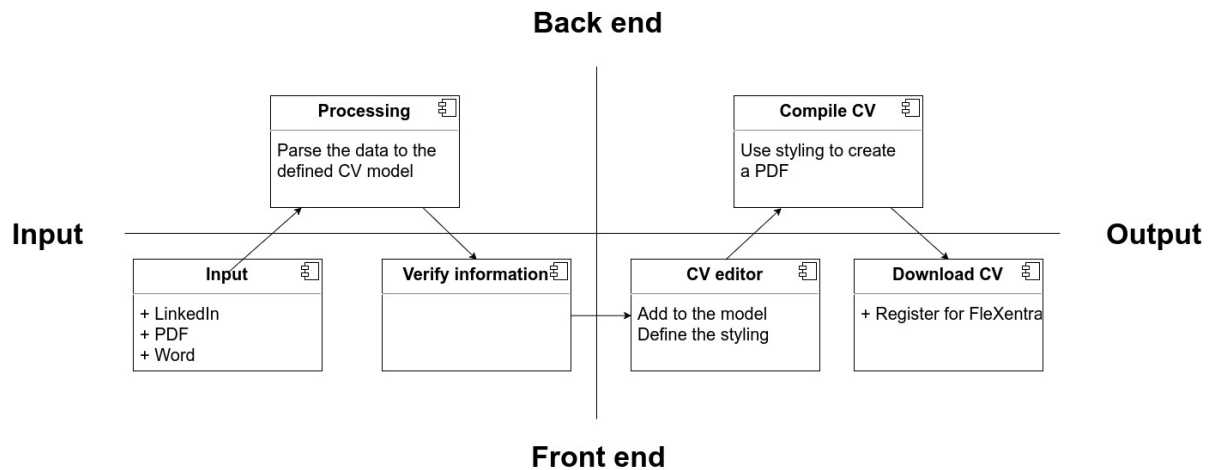 Back end
Processing
Parse the data to the
defined CV model
Compile CV
Use styling to create
a PDF
Input
Output
Input
+ LinkedIn
+ PDF
+ Word
Verify information
CV editor
Add to the model
Define the styling
Download CV
+ Register for FleXentra
Front end